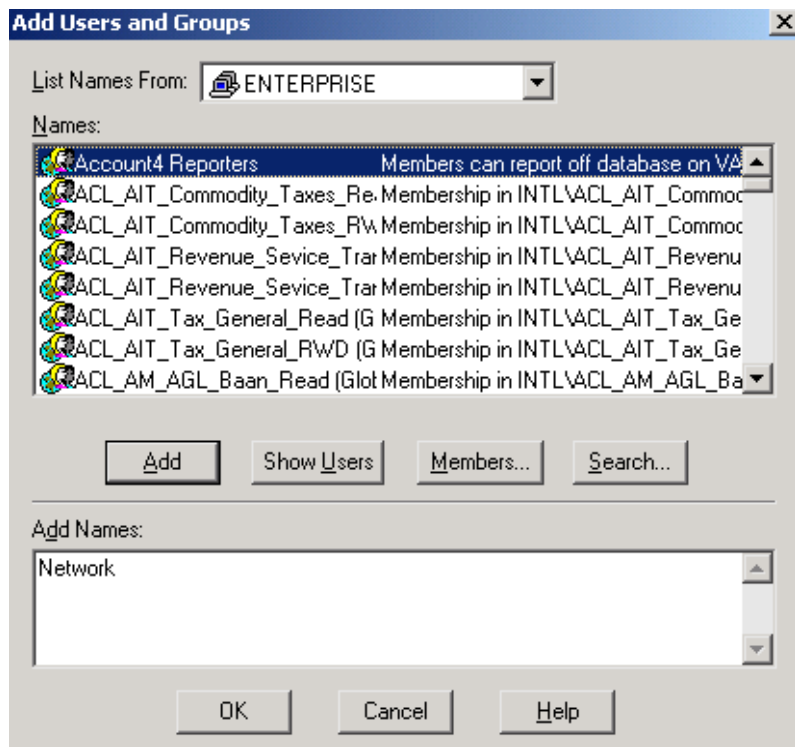 Add Users and Groups
List Names From: ENTERPRISE
Names:
Account4 Reporters Members can report off database on VA
ACL_AIT_Commodity_Taxes_Re Membership in INTL\ACL_AIT_Commod
ACL_AIT_Commodity_Taxes_RW Membership in INTL\ACL_AIT_Commod
ACL_AIT_Revenue_Sevice_Trar Membership in INTL\ACL_AIT_Revenu
ACL_AIT_Revenue_Sevice_Trar Membership in INTL\ACL_AIT_Revenu
ACL_AIT_Tax_General_Read (G Membership in INTL\ACL_AIT_Tax_Ge
ACL_AIT_Tax_General_RWD (G Membership in INTL\ACL_AIT_Tax_Ge
ACL_AM_AGL_Baan_Read (Glob Membership in INTL\ACL_AM_AGL_Ba
Add Show Users Members... Search...
Add Names:
Network
OK Cancel Help